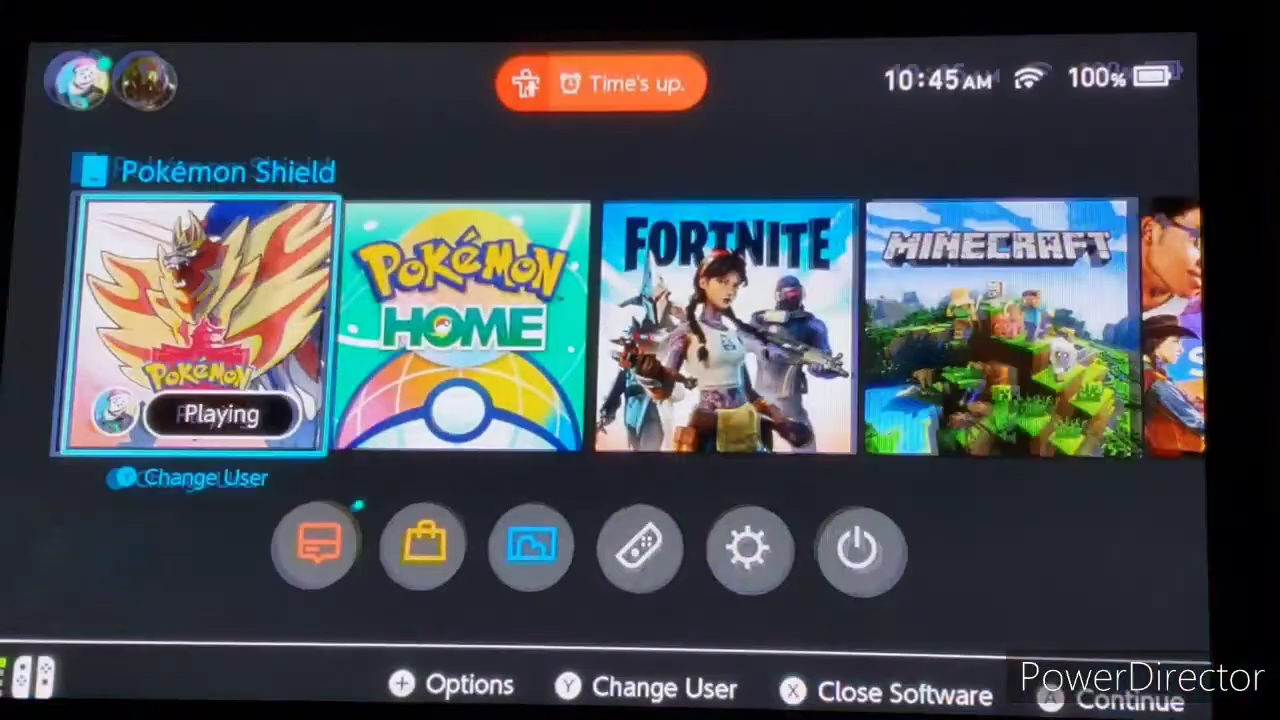 Time's up.
10:45 AM
100%
Pokémon Shield
POKéMON
Playing
POKéMON
HOME
FORTNITE
MINECRAFT
Change User
Options
Change User
Close Software
Continue
PowerDirector